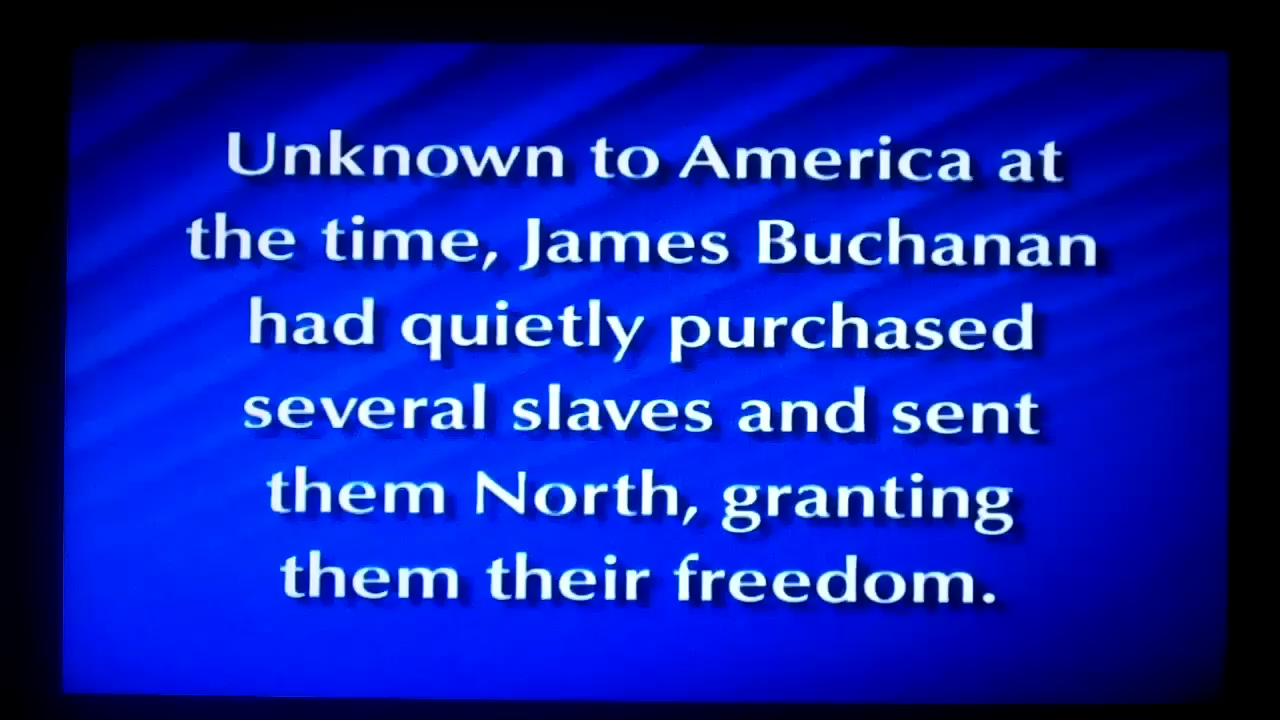 Unknown to America at
the time, James Buchanan
had quietly purchased
several slaves and sent
them North, granting
them their freedom.